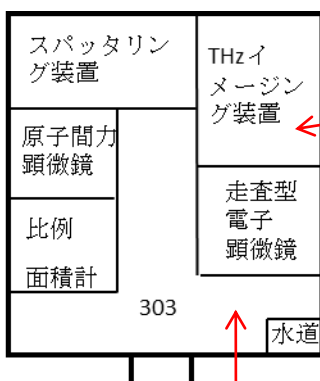 スパッタリン
グ装置
THzイ
メージン
グ装置
原子間力
顕微鏡
走査型
電子
顕微鏡
比例
面積計
303
水道